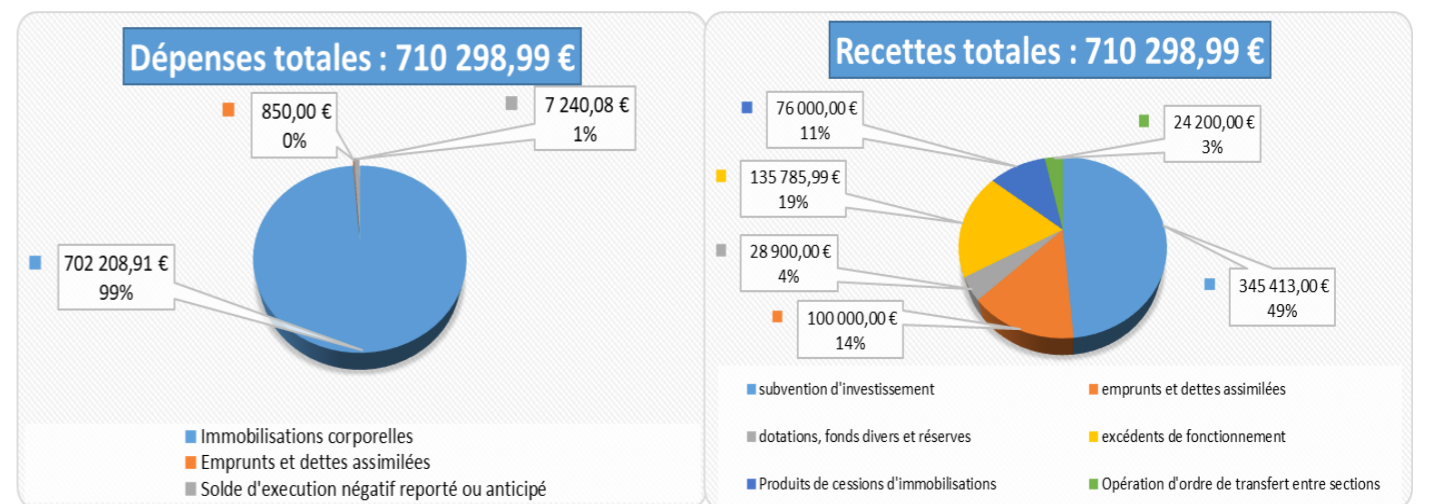 Dépenses totales : 710 298,99 €
850,00 €
0%
7 240,08 €
1%
702 208,91 €
99%
Immobilisations corporelles
Emprunts et dettes assimilées
Solde d'execution négatif reporté ou anticipé
Recettes totales : 710 298,99 €
76 000,00 €
11%
24 200,00 €
3%
135 785,99 €
19%
28 900,00 €
4%
345 413,00 €
49%
100 000,00 €
14%
subvention d'investissement
emprunts et dettes assimilées
dotations, fonds divers et réserves
excédents de fonctionnement
Produits de cessions d'immobilisations
Opération d'ordre de transfert entre sections